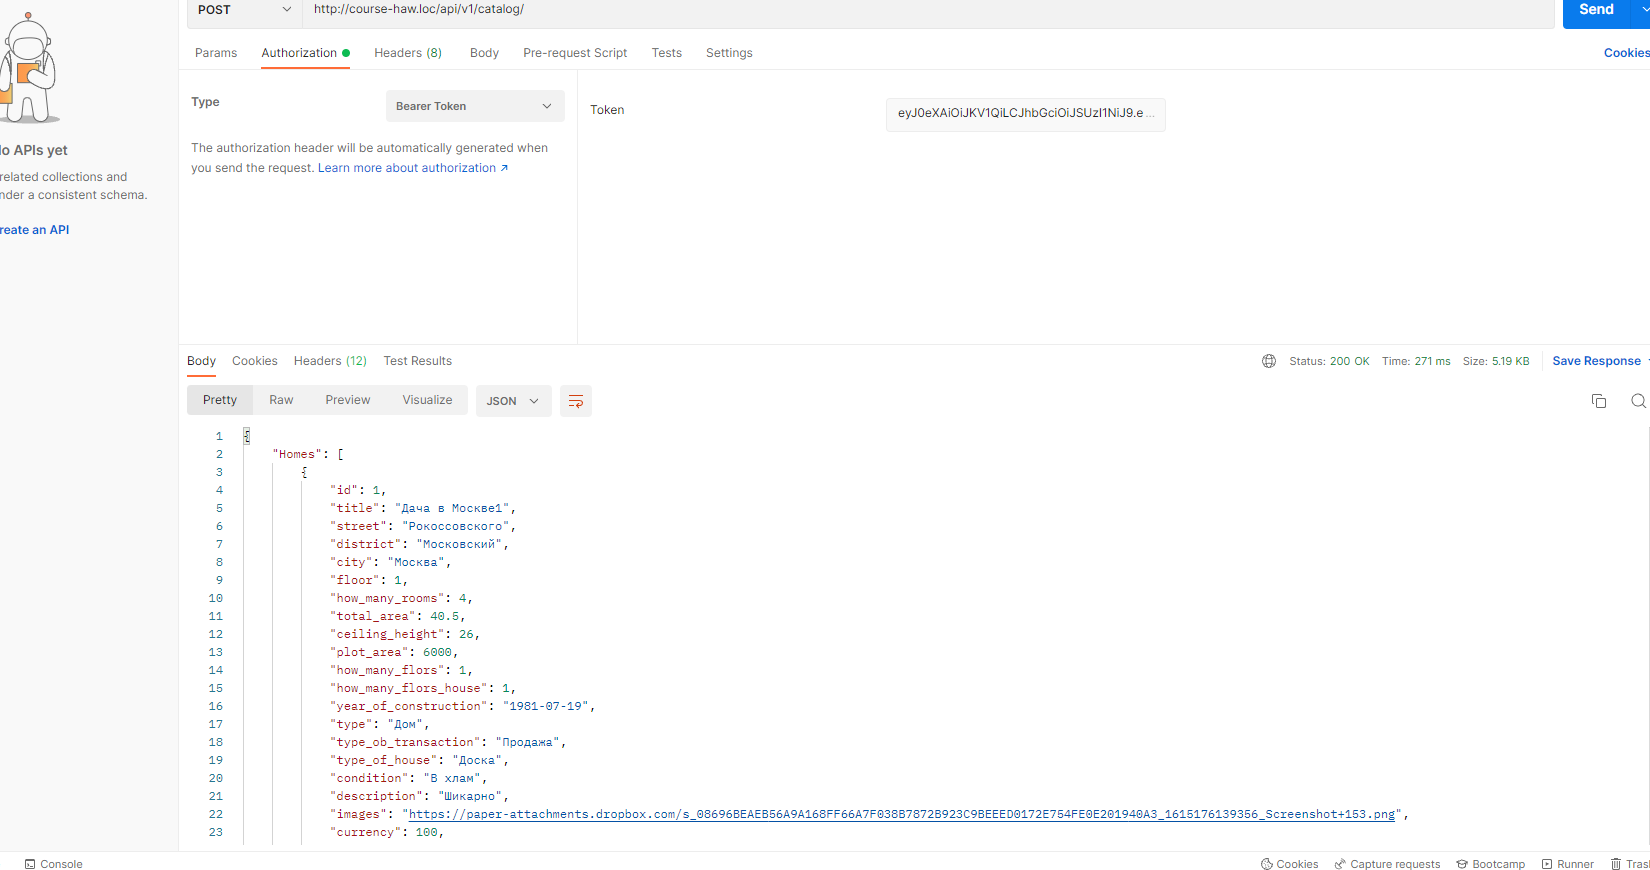 POST
http://course-haw.loc/api/v1/catalog/
Send
Params Authorization Headers (8) Body Pre-request Script Tests Settings Cookies
Type
Bearer Token
Token
eyJ0eXAiOiJKV1QiLCJhbGciOiJSUzI1NiJ9.e ...
The authorization header will be automatically generated when
you send the request. Learn more about authorization ↗
o APIs yet
related collections and
nder a consistent schema.
reate an API
Body Cookies Headers (12) Test Results
Status: 200 OK Time: 271 ms Size: 5.19 KB Save Response
Pretty Raw Preview Visualize JSON
1 {
2 "Homes": [
3 {
4 "id": 1,
5 "title": "Дача в Москве1",
6 "street": "Рокоссовского",
7 "district": "Московский",
8 "city": "Москва",
9 "floor": 1,
10 "how_many_rooms": 4,
11 "total_area": 40.5,
12 "ceiling_height": 26,
13 "plot_area": 6000,
14 "how_many_flors": 1,
15 "how_many_flors_house": 1,
16 "year_of_construction": "1981-07-19",
17 "type": "Дом",
18 "type_ob_transaction": "Продажа",
19 "type_of_house": "Доска",
20 "condition": "В хлам",
21 "description": "Шикарно",
22 "images": "https://paper-attachments.dropbox.com/s_08696BEAEB56A9A168FF66A7F038B7872B923C9BEEED0172E754FE0E201940A3_1615176139356_Screenshot+153.png",
23 "currency": 100,
Console
Cookies Capture requests Bootcamp Runner Tras